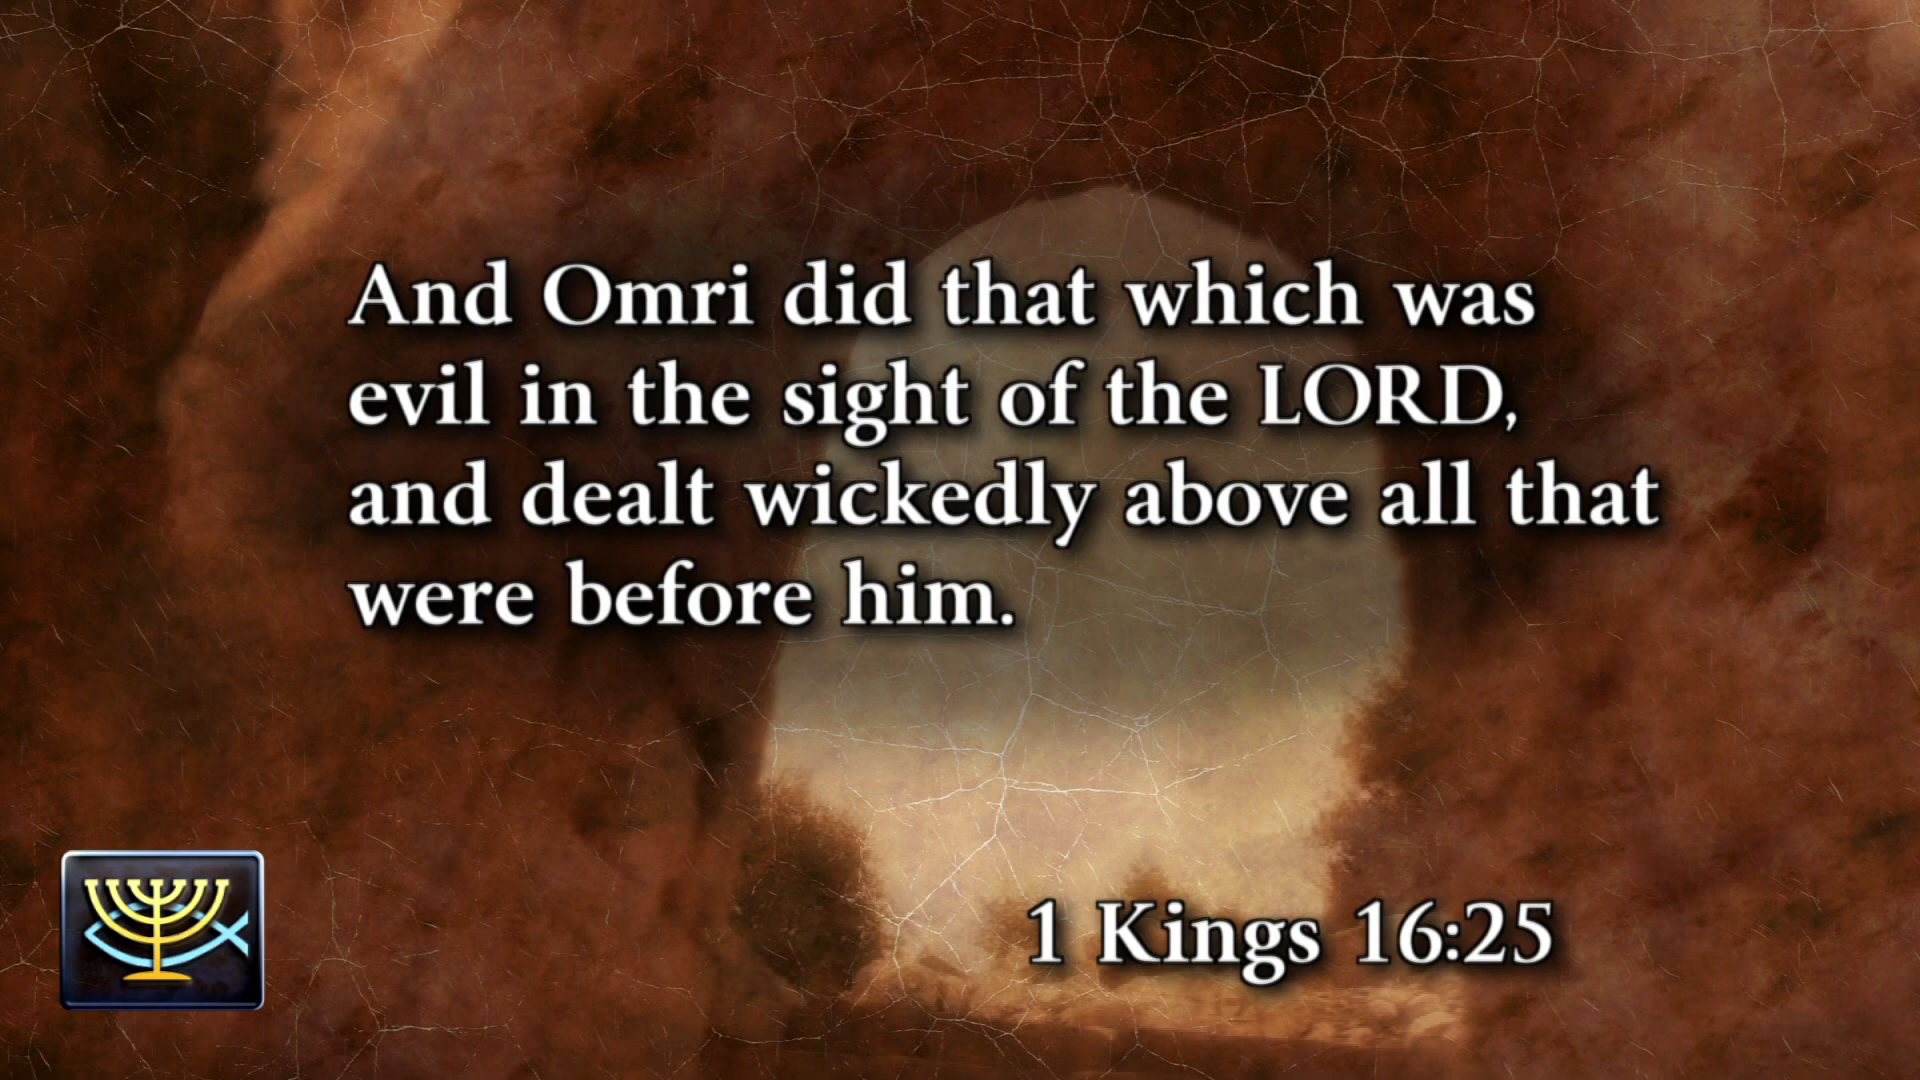 And Omri did that which was
evil in the sight of the LORD,
and dealt wickedly above all that
were before him.
1 Kings 16:25